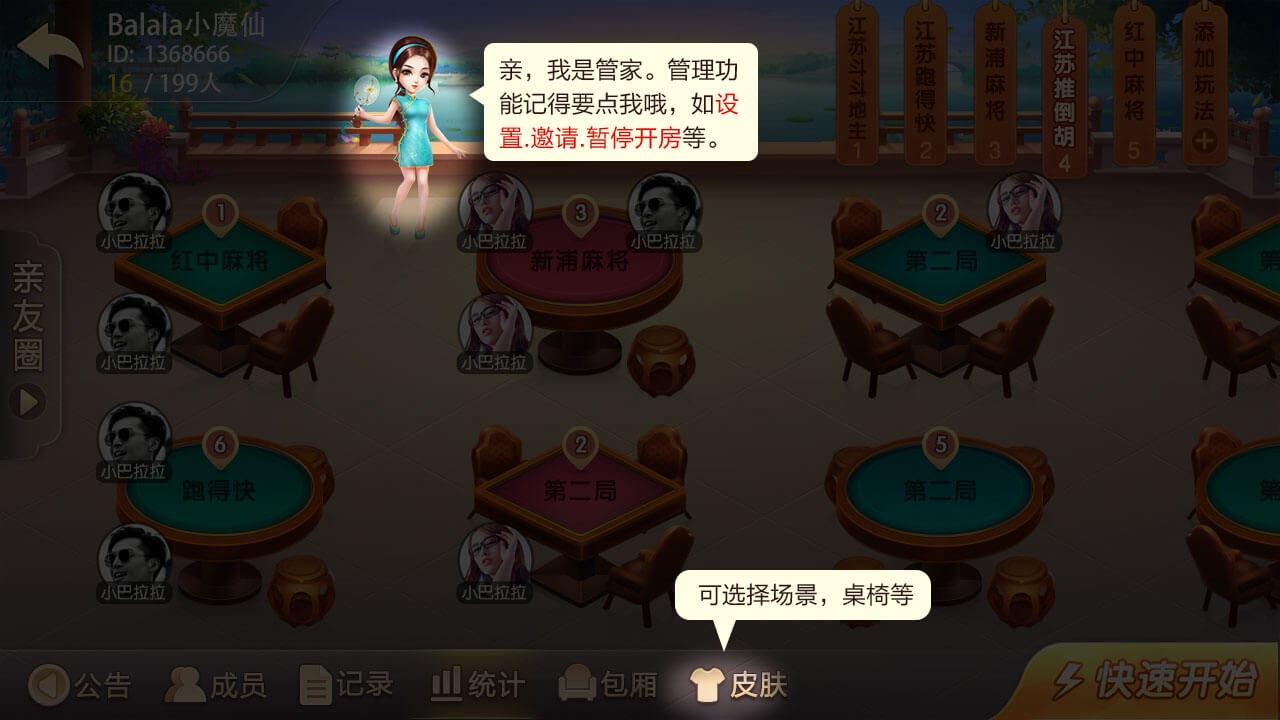 Balala小魔仙
ID: 1368666
16 / 199人
亲，我是管家。管理功
能记得要点我哦，如设
置.邀请.暂停开房等。
江苏斗斗地主
1
江苏跑得快
2
新浦麻将
3
江苏推倒胡
4
红中麻将
5
添加玩法
亲友圈
小巴拉拉
1
红中麻将
小巴拉拉
小巴拉拉
3
新浦麻将
小巴拉拉
小巴拉拉
2
第二局
小巴拉拉
第
小巴拉拉
6
跑得快
小巴拉拉
2
第二局
小巴拉拉
5
第二局
第
可选择场景，桌椅等
公告
成员
记录
统计
包厢
皮肤
快速开始